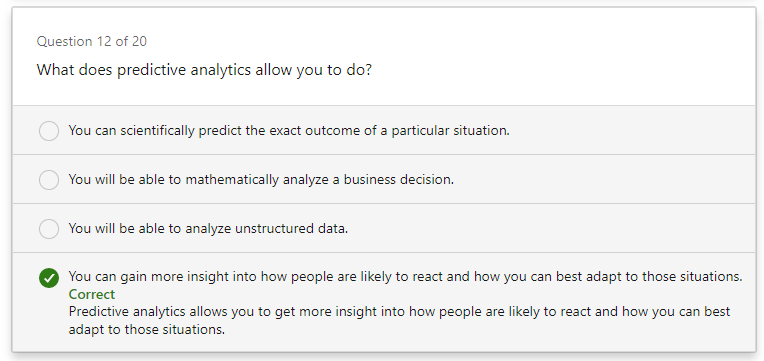 Question 12 of 20
What does predictive analytics allow you to do?
You can scientifically predict the exact outcome of a particular situation.
You will be able to mathematically analyze a business decision.
You will be able to analyze unstructured data.
You can gain more insight into how people are likely to react and how you can best adapt to those situations.
Correct
Predictive analytics allows you to get more insight into how people are likely to react and how you can best
adapt to those situations.